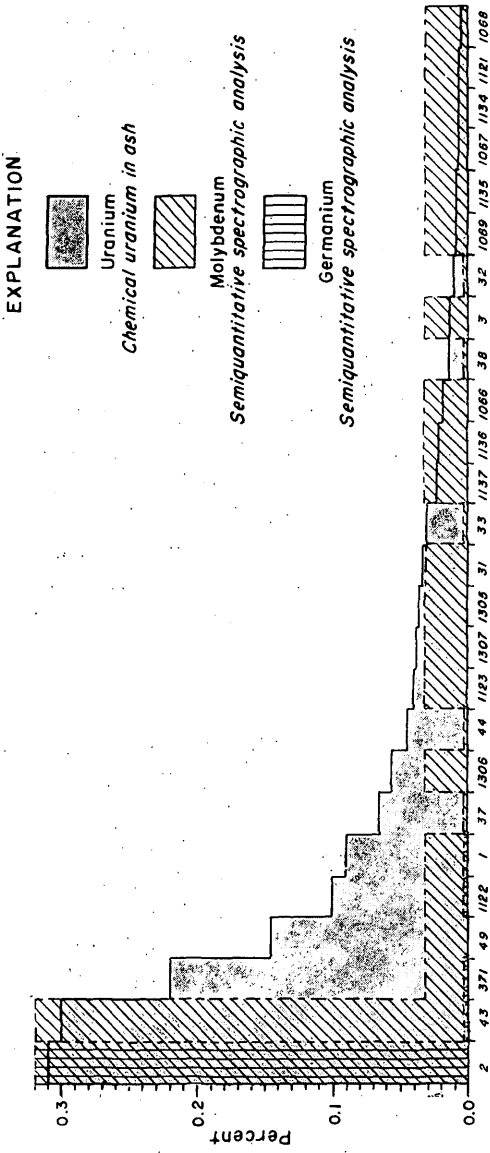 EXPLANATION
Uranium
Chemical uranium in ash
Molybdenum
Semiquantitative spectrographic analysis
Germanium
Semiquantitative spectrographic analysis
Percent
0.3
0.2
0.1
0.0
2 43 371 49 1122 1 37 1306 44 1123 1307 1305 31 33 1137 1136 1066 38 3 32 1069 1135 1067 1134 1121 1068